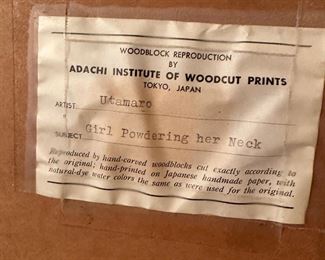 WOODBLOCK REPRODUCTION
BY
ADACHI INSTITUTE OF WOODCUT PRINTS
TOKYO, JAPAN
ARTIST Utamaro
SUBJECT Girl Powdering her Neck
Reproduced by hand-carved woodblocks cut exactly according to
the original; hand-printed on Japanese handmade paper, with
natural-dye water colors the same as were used for the original.